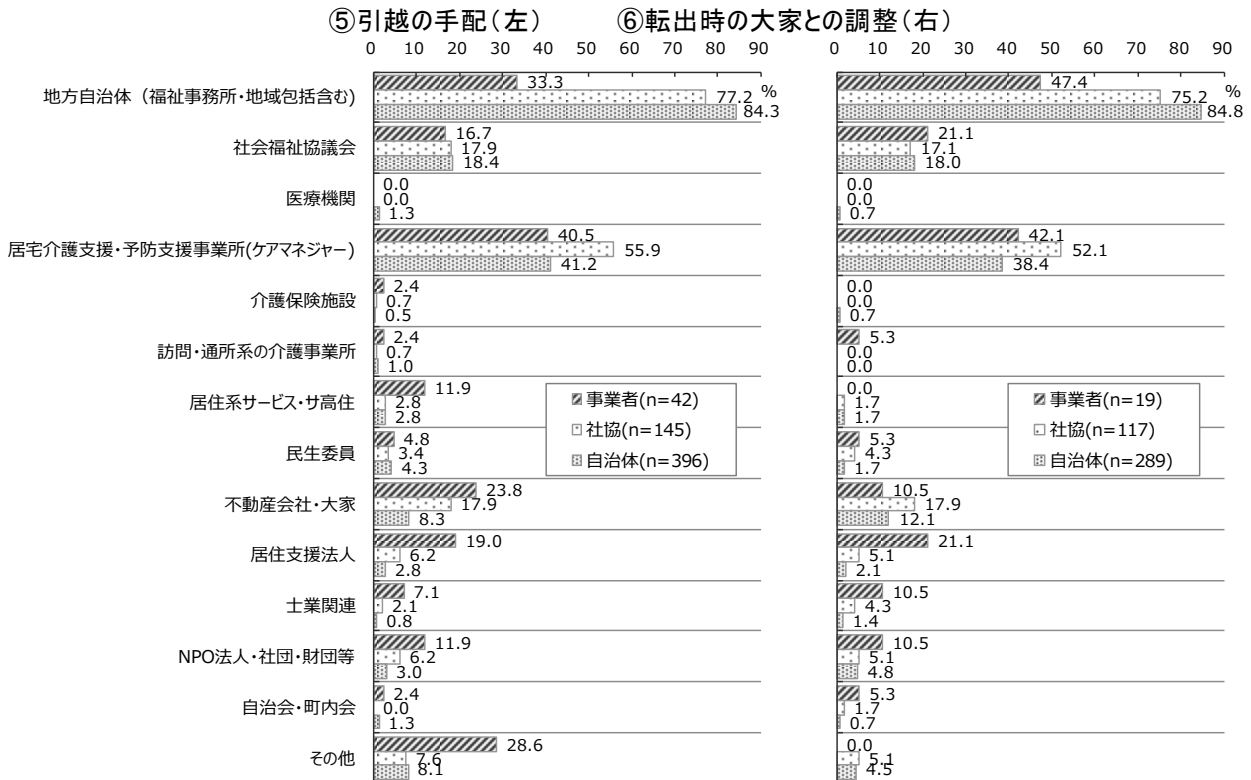 ⑤引越の手配(左) ⑥転出時の大家との調整(右)
0 10 20 30 40 50 60 70 80 90 0 10 20 30 40 50 60 70 80 90
% %
地方自治体（福祉事務所・地域包括含む) 33.3 77.2 84.3 47.4 75.2 84.8
社会福祉協議会 16.7 17.9 18.4 21.1 17.1 18.0
医療機関 0.0 0.0 1.3 0.0 0.0 0.7
居宅介護支援・予防支援事業所(ケアマネジャー) 40.5 55.9 41.2 42.1 52.1 38.4
介護保険施設 2.4 0.7 0.5 0.0 0.0 0.7
訪問・通所系の介護事業所 2.4 0.7 1.0 5.3 0.0 0.0
居住系サービス・サ高住 11.9 2.8 2.8 0.0 1.7 1.7
民生委員 4.8 3.4 4.3 5.3 4.3 1.7
不動産会社・大家 23.8 17.9 8.3 10.5 17.9 12.1
居住支援法人 19.0 6.2 2.8 21.1 5.1 2.1
士業関連 7.1 2.1 0.8 10.5 4.3 1.4
NPO法人・社団・財団等 11.9 6.2 3.0 10.5 5.1 4.8
自治会・町内会 2.4 0.0 1.3 5.3 1.7 0.7
その他 28.6 7.6 8.1 0.0 5.1 4.5
事業者(n=42)
社協(n=145)
自治体(n=396)
事業者(n=19)
社協(n=117)
自治体(n=289)